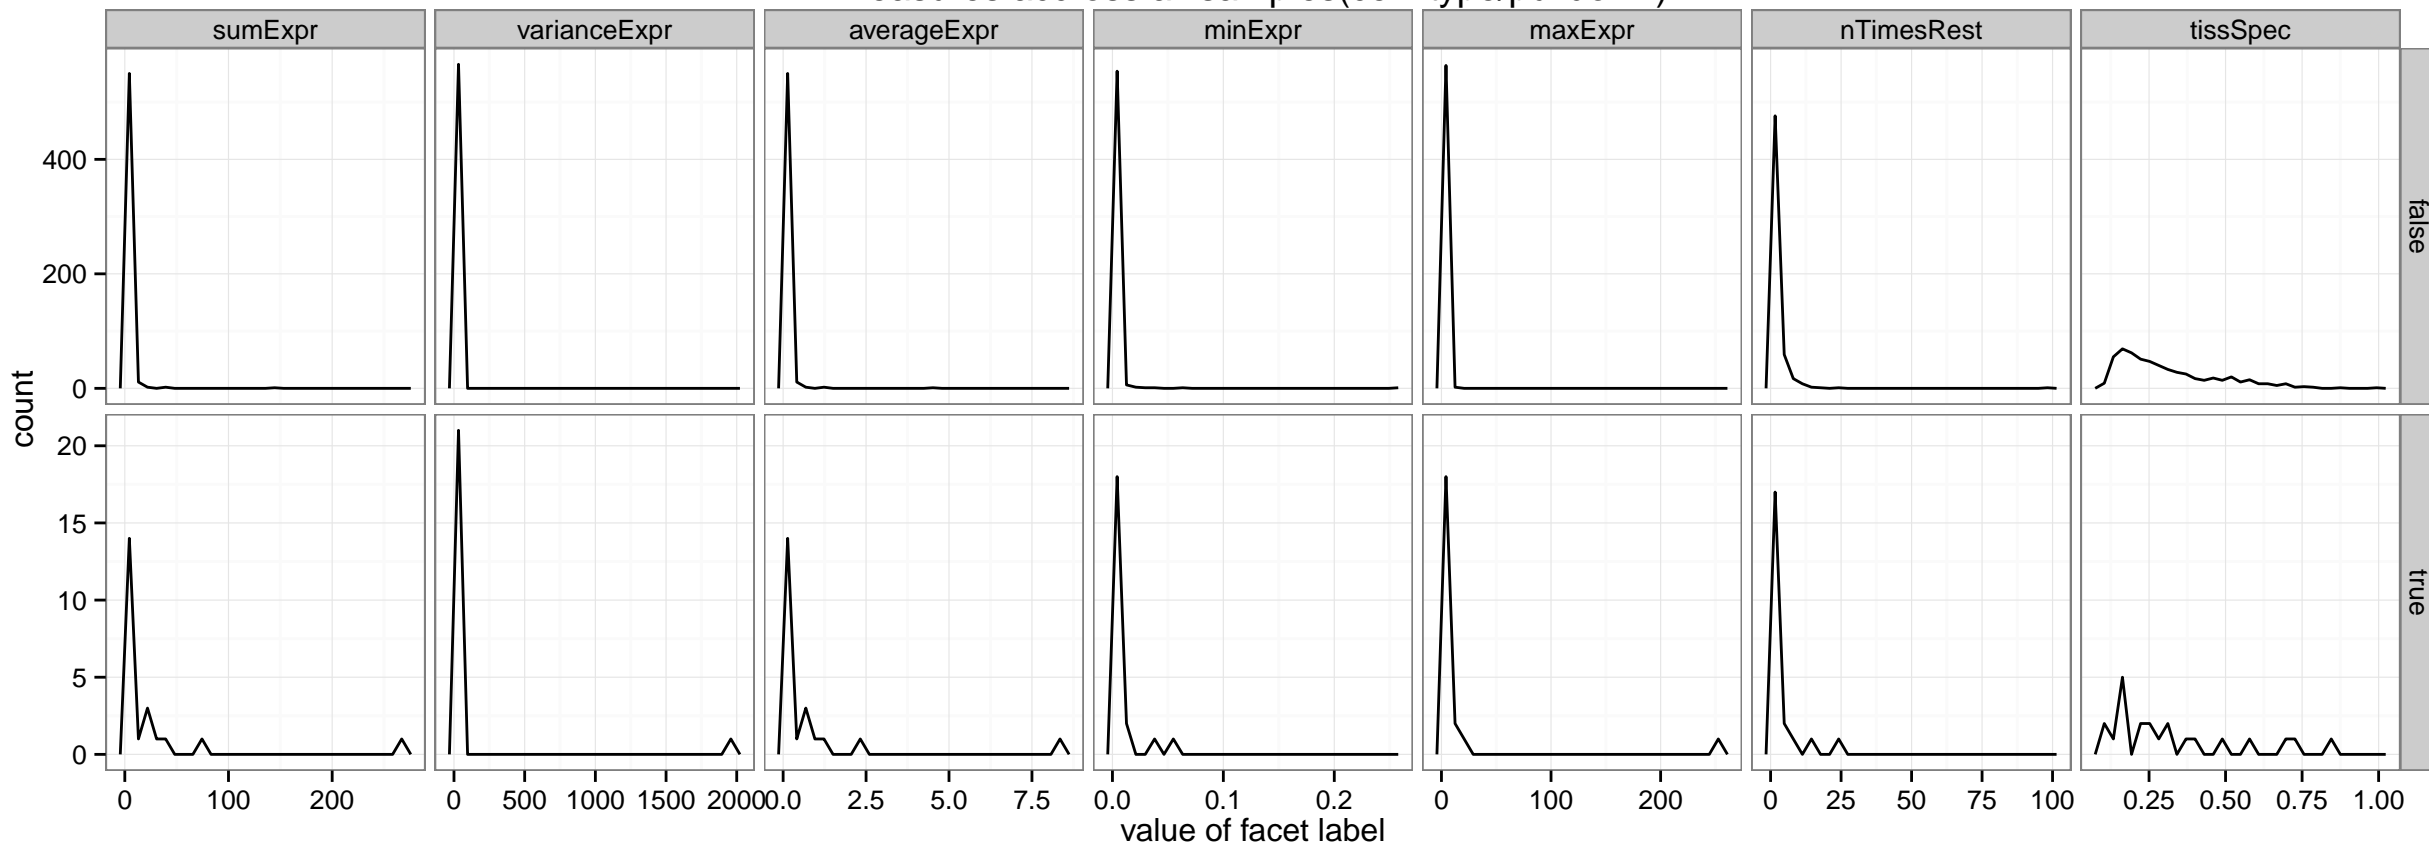 sumExpr varianceExpr averageExpr minExpr maxExpr nTimesRest tissSpec
400
200
0
false
20
15
10
5
0
true
count
0 100 200 0 500 1000 1500 2000 0.0 2.5 5.0 7.5 0.0 0.1 0.2 0 100 200 0 25 50 75 100 0.25 0.50 0.75 1.00
value of facet label